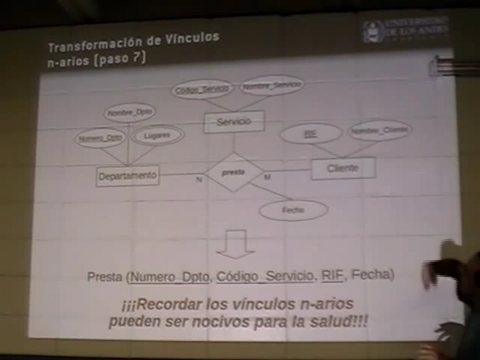 Transformación de Vínculos
n-arios (paso 7)
UNIVERSIDAD
DE LOS ANDES
Código_Servicio
Nombre_Servicio
Nombre_Dpto
Servicio
Numero_Dpto
Lugares
RIF
Nombre_Cliente
Departamento
N
presta
M
Cliente
Fecha
Presta (Numero_Dpto, Código_Servicio, RIF, Fecha)
¡¡¡Recordar los vínculos n-arios
pueden ser nocivos para la salud!!!